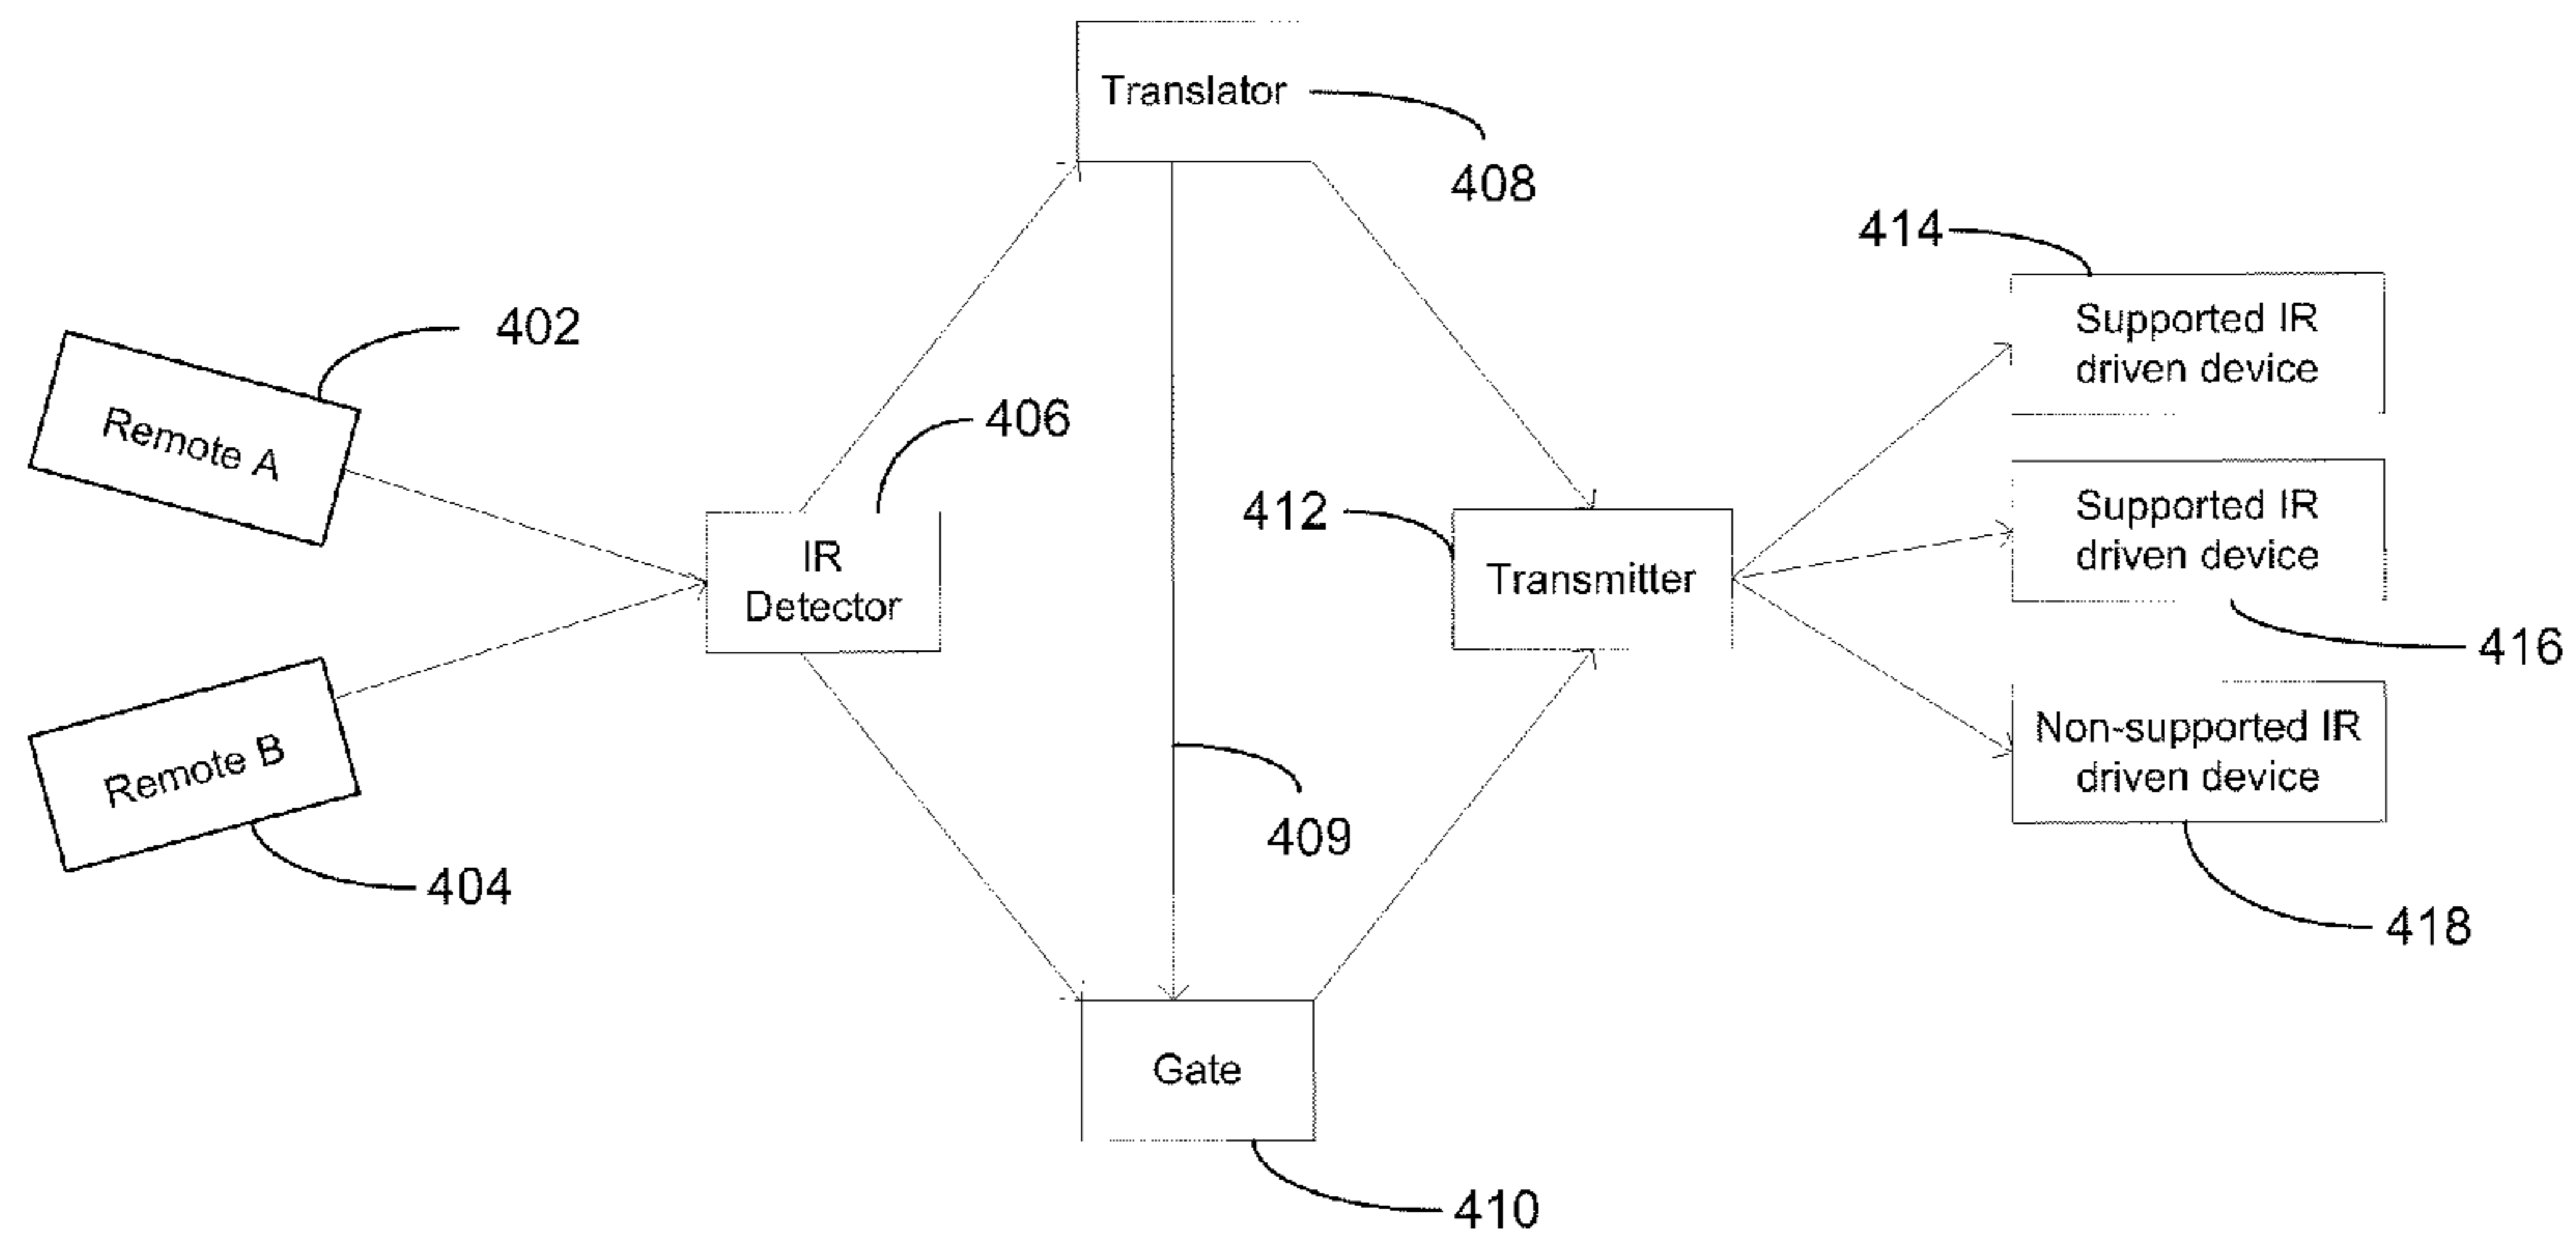 Translator
408
414
Supported IR
driven device
402
Remote A
406
IR
Detector
412
Transmitter
Supported IR
driven device
416
Remote B
404
409
Non-supported IR
driven device
418
Gate
410